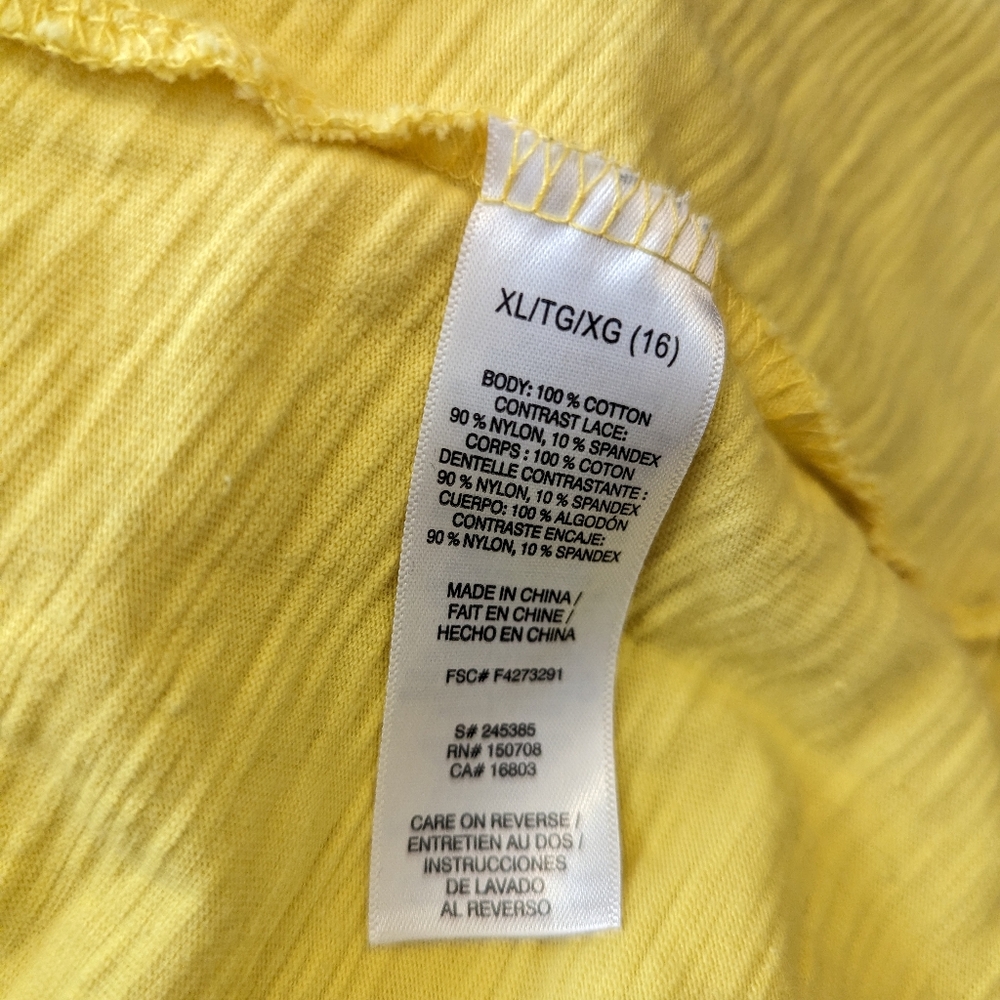 XL/TG/XG (16)
BODY: 100 % COTTON
CONTRAST LACE:
90 % NYLON, 10 % SPANDEX
CORPS : 100 % COTON
DENTELLE CONTRASTANTE :
90 % NYLON, 10 % SPANDEX
CUERPO: 100 % ALGODÓN
CONTRASTE ENCAJE:
90 % NYLON, 10 % SPANDEX
MADE IN CHINA /
FAIT EN CHINE /
HECHO EN CHINA
FSC# F4273291
S# 245385
RN# 150708
CA# 16803
CARE ON REVERSE /
ENTRETIEN AU DOS /
INSTRUCCIONES
DE LAVADO
AL REVERSO